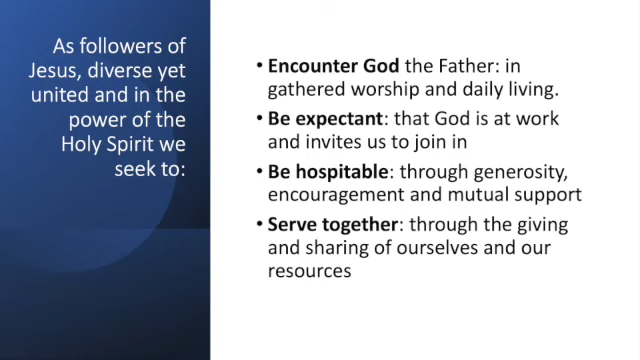 As followers of
Jesus, diverse yet
united and in the
power of the
Holy Spirit we
seek to:
• Encounter God the Father: in
gathered worship and daily living.
• Be expectant: that God is at work
and invites us to join in
• Be hospitable: through generosity,
encouragement and mutual support
• Serve together: through the giving
and sharing of ourselves and our
resources